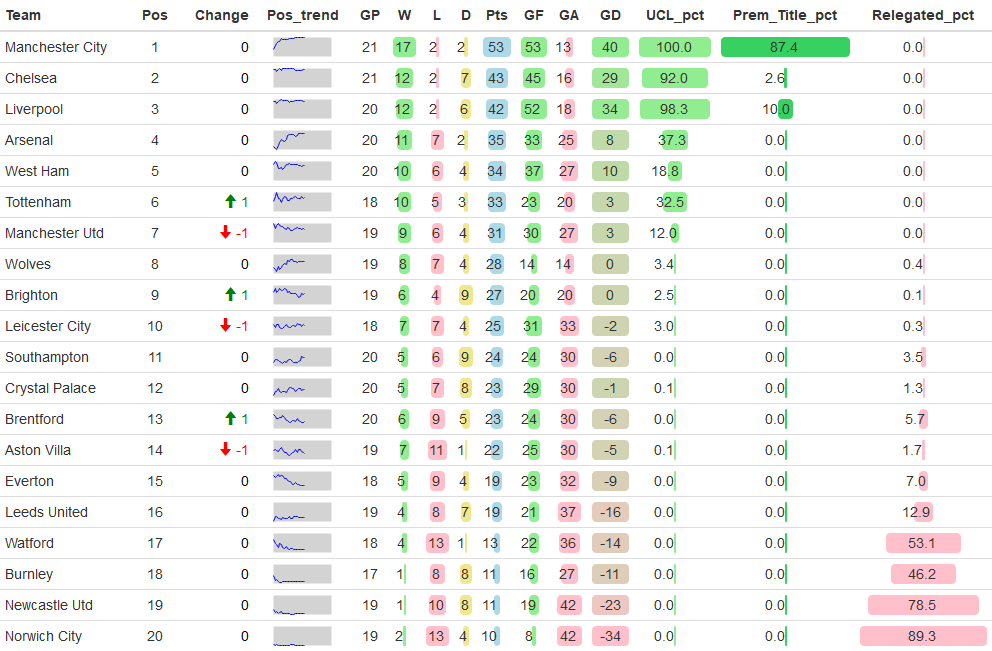 Team Pos Change Pos_trend GP W L D Pts GF GA GD UCL_pct Prem_Title_pct Relegated_pct
Manchester City 1 0 21 17 2 2 53 53 13 40 100.0 87.4 0.0
Chelsea 2 0 21 12 2 7 43 45 16 29 92.0 2.6 0.0
Liverpool 3 0 20 12 2 6 42 52 18 34 98.3 10.0 0.0
Arsenal 4 0 20 11 7 2 35 33 25 8 37.3 0.0 0.0
West Ham 5 0 20 10 6 4 34 37 27 10 18.8 0.0 0.0
Tottenham 6 1 18 10 5 3 33 23 20 3 32.5 0.0 0.0
Manchester Utd 7 -1 19 9 6 4 31 30 27 3 12.0 0.0 0.0
Wolves 8 0 19 8 7 4 28 14 14 0 3.4 0.0 0.4
Brighton 9 1 19 6 4 9 27 20 20 0 2.5 0.0 0.1
Leicester City 10 -1 18 7 7 4 25 31 33 -2 3.0 0.0 0.3
Southampton 11 0 20 5 6 9 24 24 30 -6 0.0 0.0 3.5
Crystal Palace 12 0 20 5 7 8 23 29 30 -1 0.1 0.0 1.3
Brentford 13 1 20 6 9 5 23 24 30 -6 0.0 0.0 5.7
Aston Villa 14 -1 19 7 11 1 22 25 30 -5 0.1 0.0 1.7
Everton 15 0 18 5 9 4 19 23 32 -9 0.0 0.0 7.0
Leeds United 16 0 19 4 8 7 19 21 37 -16 0.0 0.0 12.9
Watford 17 0 18 4 13 1 13 22 36 -14 0.0 0.0 53.1
Burnley 18 0 17 1 8 8 11 16 27 -11 0.0 0.0 46.2
Newcastle Utd 19 0 19 1 10 8 11 19 42 -23 0.0 0.0 78.5
Norwich City 20 0 19 2 13 4 10 8 42 -34 0.0 0.0 89.3